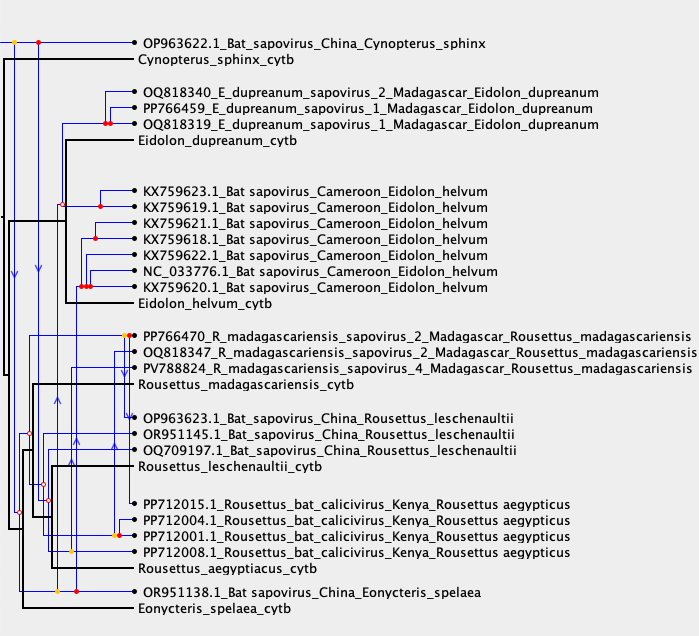 OP963622.1_Bat_sapovirus_China_Cynopterus_sphinx
Cynopterus_sphinx_cytb
OQ818340_E_dupreanum_sapovirus_2_Madagascar_Eidolon_dupreanum
PP766459_E_dupreanum_sapovirus_1_Madagascar_Eidolon_dupreanum
OQ818319_E_dupreanum_sapovirus_1_Madagascar_Eidolon_dupreanum
Eidolon_dupreanum_cytb
KX759623.1_Bat sapovirus_Cameroon_Eidolon_helvum
KX759619.1_Bat sapovirus_Cameroon_Eidolon_helvum
KX759621.1_Bat sapovirus_Cameroon_Eidolon_helvum
KX759618.1_Bat sapovirus_Cameroon_Eidolon_helvum
KX759622.1_Bat sapovirus_Cameroon_Eidolon_helvum
NC_033776.1_Bat sapovirus_Cameroon_Eidolon_helvum
KX759620.1_Bat sapovirus_Cameroon_Eidolon_helvum
Eidolon_helvum_cytb
PP766470_R_madagascariensis_sapovirus_2_Madagascar_Rousettus_madagascariensis
OQ818347_R_madagascariensis_sapovirus_2_Madagascar_Rousettus_madagascariensis
PV788824_R_madagascariensis_sapovirus_4_Madagascar_Rousettus_madagascariensis
Rousettus_madagascariensis_cytb
OP963623.1_Bat_sapovirus_China_Rousettus_leschenaultii
OR951145.1_Bat_sapovirus_China_Rousettus_leschenaultii
OQ709197.1_Bat_sapovirus_China_Rousettus_leschenaultii
Rousettus_leschenaultii_cytb
PP712015.1_Rousettus_bat_calicivirus_Kenya_Rousettus aegypticus
PP712004.1_Rousettus_bat_calicivirus_Kenya_Rousettus aegypticus
PP712001.1_Rousettus_bat_calicivirus_Kenya_Rousettus aegypticus
PP712008.1_Rousettus_bat_calicivirus_Kenya_Rousettus aegypticus
Rousettus_aegyptiacus_cytb
OR951138.1_Bat sapovirus_China_Eonycteris_spelaea
Eonycteris_spelaea_cytb